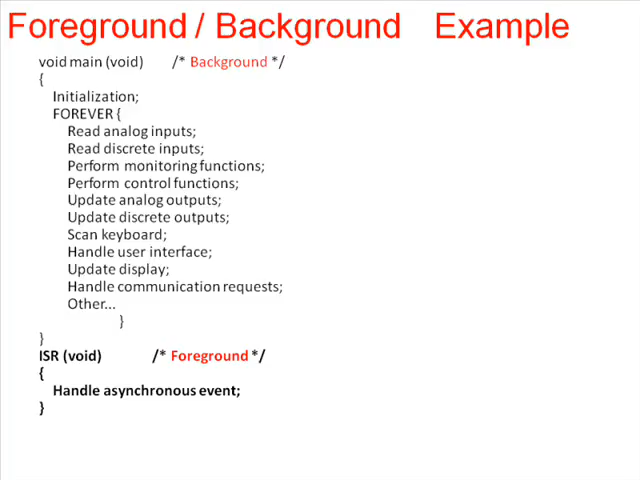 Foreground / Background Example
void main (void) /* Background */
{
Initialization;
FOREVER {
Read analog inputs;
Read discrete inputs;
Perform monitoring functions;
Perform control functions;
Update analog outputs;
Update discrete outputs;
Scan keyboard;
Handle user interface;
Update display;
Handle communication requests;
Other...
}
}
ISR (void) /* Foreground */
{
Handle asynchronous event;
}